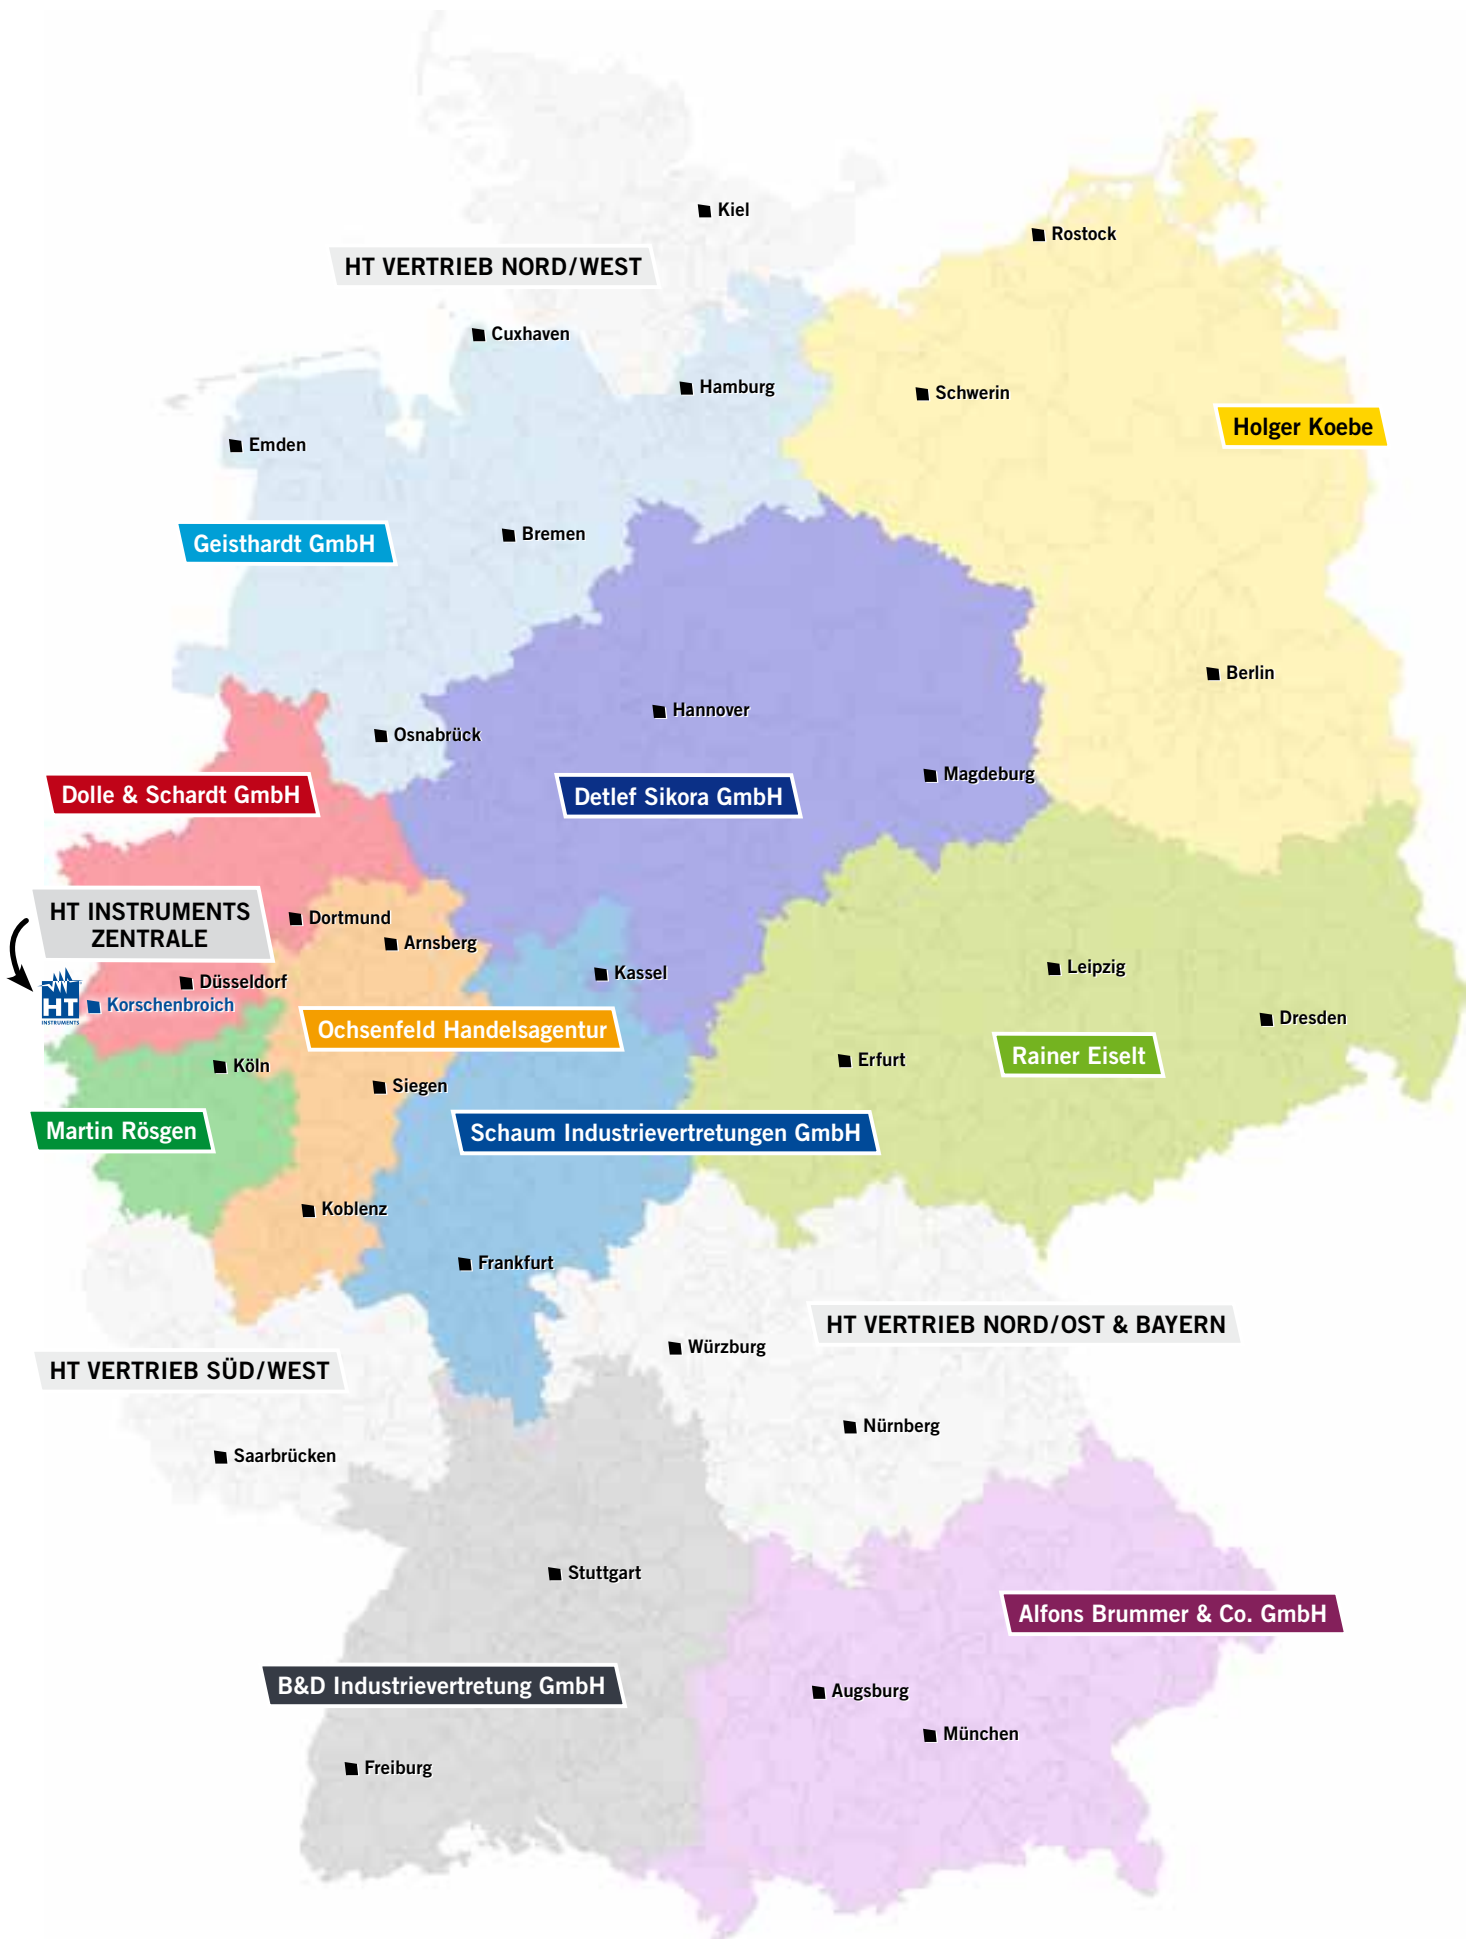 Kiel
Rostock
HT VERTRIEB NORD/WEST
Cuxhaven
Hamburg
Schwerin
Holger Koebe
Emden
Bremen
Geisthardt GmbH
Berlin
Hannover
Osnabrück
Magdeburg
Dolle & Schardt GmbH
Detlef Sikora GmbH
HT INSTRUMENTS
ZENTRALE
Dortmund
Arnsberg
Kassel
Leipzig
Düsseldorf
HT
INSTRUMENTS
Korschenbroich
Dresden
Ochsenfeld Handelsagentur
Rainer Eiselt
Erfurt
Köln
Siegen
Martin Rösgen
Schaum Industrievertretungen GmbH
Koblenz
Frankfurt
HT VERTRIEB NORD/OST & BAYERN
Würzburg
HT VERTRIEB SÜD/WEST
Nürnberg
Saarbrücken
Stuttgart
Alfons Brummer & Co. GmbH
B&D Industrievertretung GmbH
Augsburg
München
Freiburg